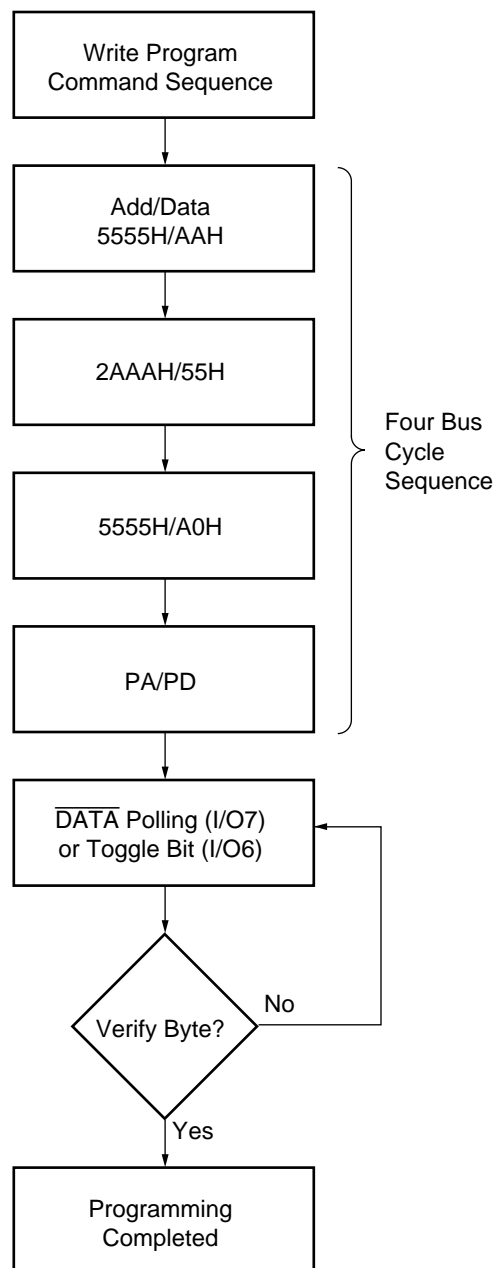 Write Program
Command Sequence
Add/Data
5555H/AAH
2AAAH/55H
5555H/A0H
PA/PD
Four Bus
Cycle
Sequence
DATA Polling (I/O7)
or Toggle Bit (I/O6)
No
Verify Byte?
Yes
Programming
Completed